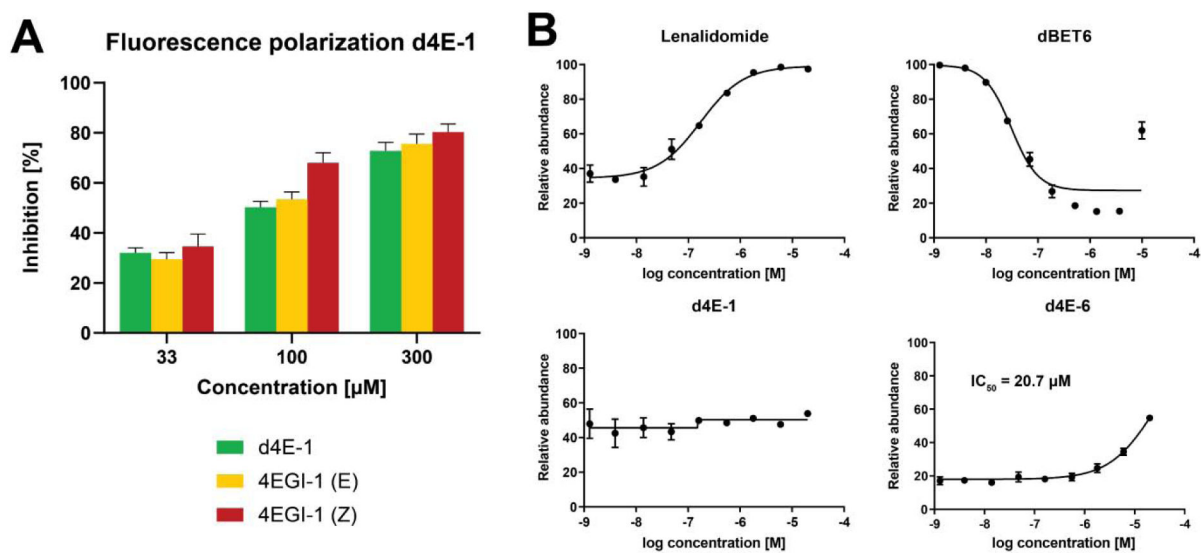 A
Fluorescence polarization d4E-1
Inhibition [%]
100
80
60
40
20
0
33
100
300
Concentration [µM]
d4E-1
4EGI-1 (E)
4EGI-1 (Z)
B
Lenalidomide
Relative abundance
100
80
60
40
20
0
-9
-8
-7
-6
-5
-4
log concentration [M]
dBET6
Relative abundance
100
80
60
40
20
0
-9
-8
-7
-6
-5
-4
log concentration [M]
d4E-1
Relative abundance
100
80
60
40
20
0
-9
-8
-7
-6
-5
-4
log concentration [M]
d4E-6
Relative abundance
100
80
60
40
20
0
IC₅₀ = 20.7 µM
-9
-8
-7
-6
-5
-4
log concentration [M]